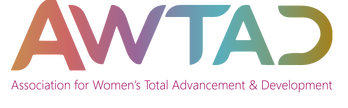 AWTAD
Association for Women's Total Advancement & Development